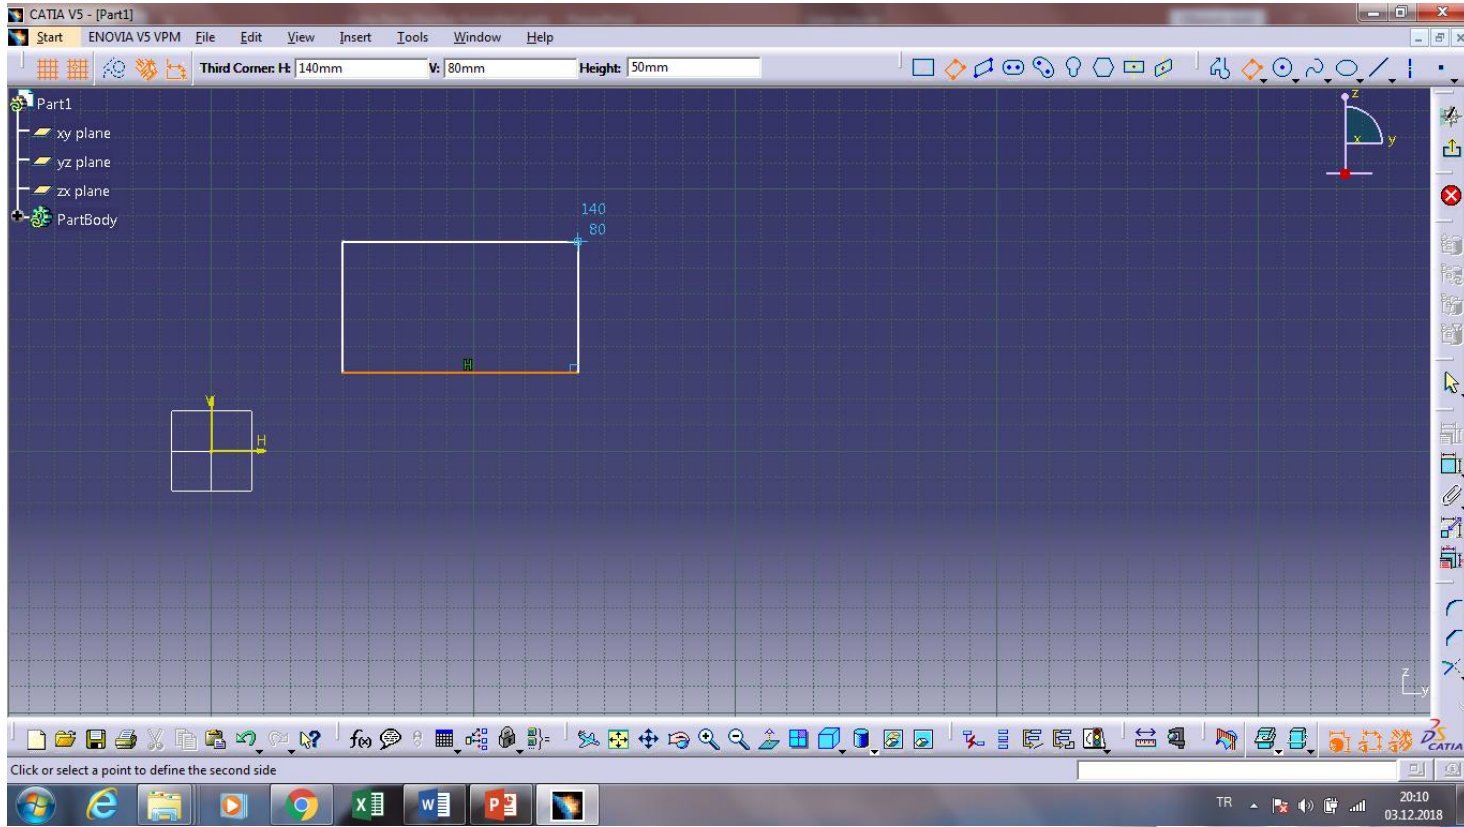 CATIA V5 - [Part1]
Start ENOVIA V5 VPM File Edit View Insert Tools Window Help
Third Corner: H: 140mm V: 80mm Height: 50mm
Part1
xy plane
yz plane
zx plane
PartBody
z
x y
140
80
H
V
H
z
y
f(x)
CATIA
Click or select a point to define the second side
TR
20:10
03.12.2018